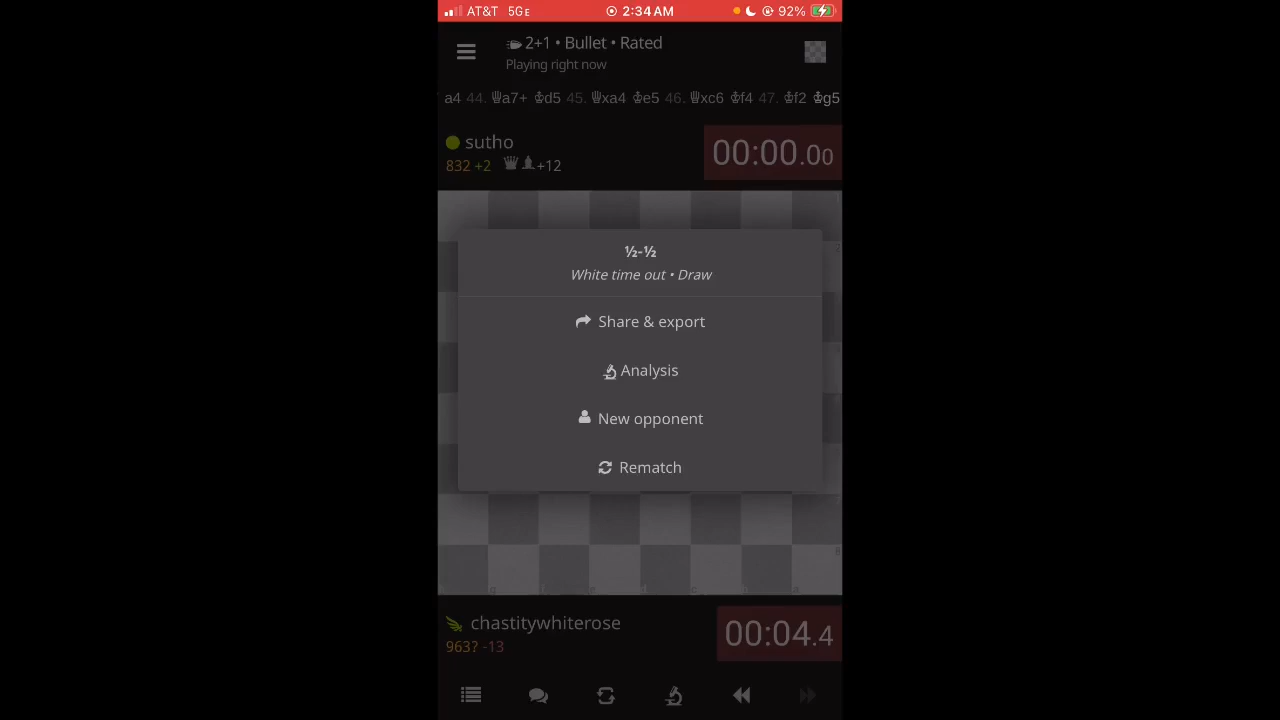 AT&T 5GE 2:34 AM 92%
2+1 • Bullet • Rated
Playing right now
a4 44. ♕a7+ ♔d5 45. ♕xa4 ♔e5 46. ♕xc6 ♔f4 47. ♔f2 ♔g5
sutho 00:00.00
832 +2 +12
½-½
White time out • Draw
Share & export
Analysis
New opponent
Rematch
chastitywhiterose 00:04.4
963? -13